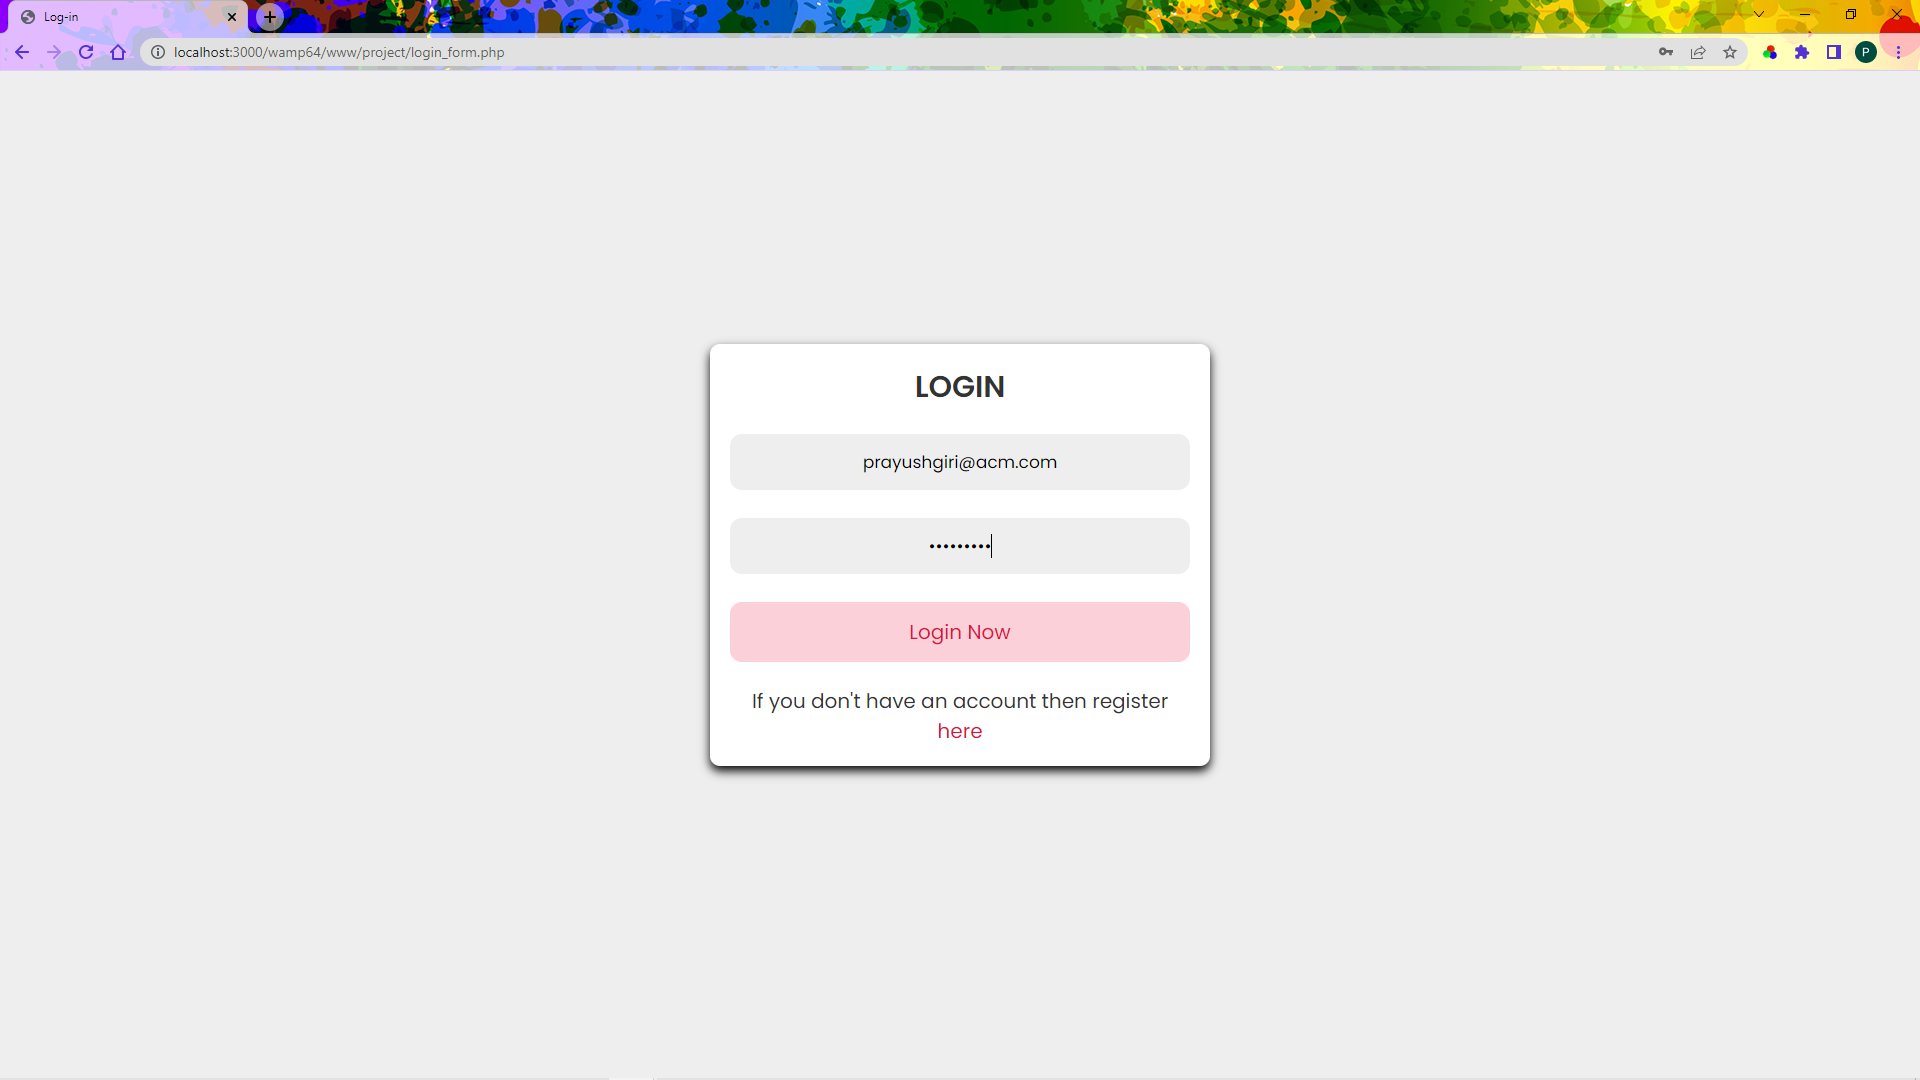 Log-in
localhost:3000/wamp64/www/project/login_form.php
P
LOGIN
prayushgiri@acm.com
•••••••••
Login Now
If you don't have an account then register
here